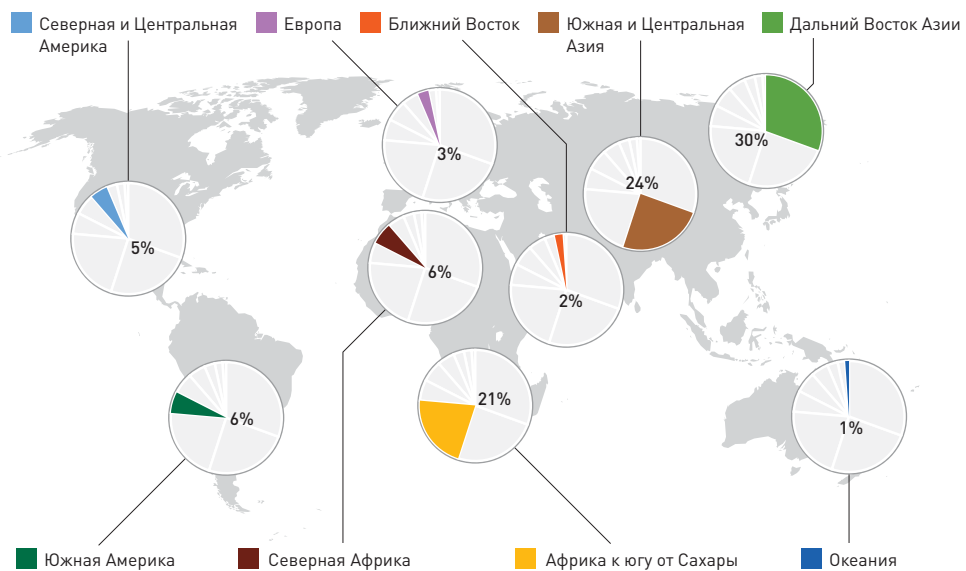 Северная и Центральная
Америка
Европа
Ближний Восток
Южная и Центральная
Азия
Дальний Восток Азии
3%
30%
24%
5%
6%
2%
21%
6%
1%
Южная Америка
Северная Африка
Африка к югу от Сахары
Океания